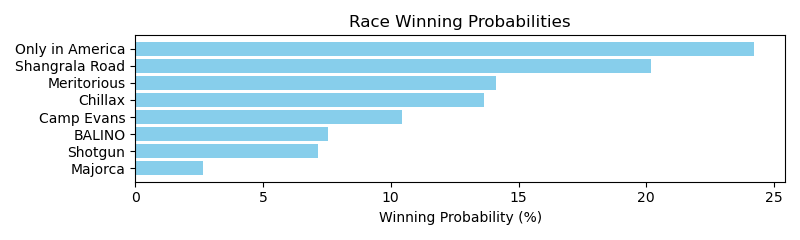 Race Winning Probabilities
Only in America
Shangrala Road
Meritorious
Chillax
Camp Evans
BALINO
Shotgun
Majorca
0 5 10 15 20 25
Winning Probability (%)